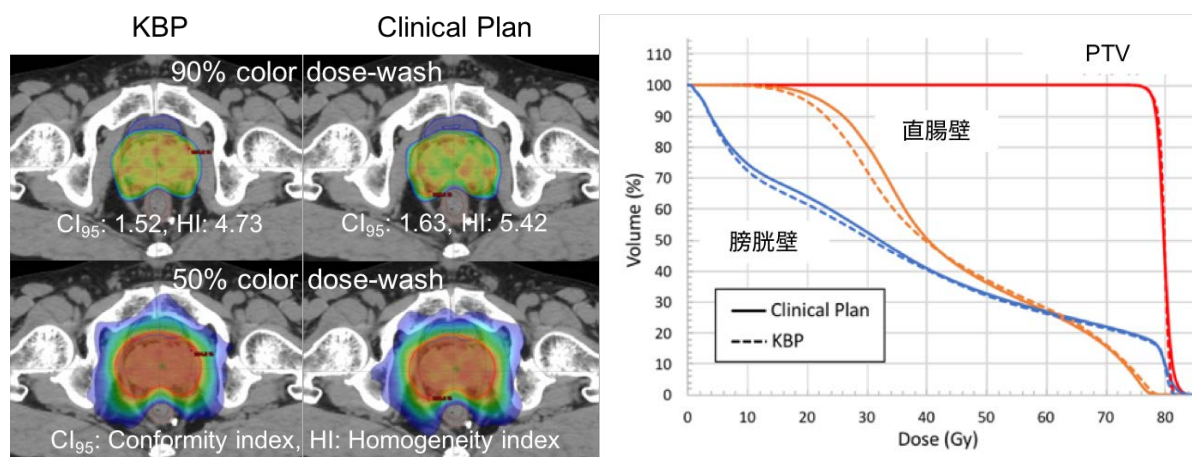 KBP
Clinical Plan
90% color dose-wash
CI₉₅: 1.52, HI: 4.73
CI₉₅: 1.63, HI: 5.42
50% color dose-wash
CI₉₅: Conformity index, HI: Homogeneity index
PTV
直腸壁
膀胱壁
Clinical Plan
KBP
Volume (%)
110
100
90
80
70
60
50
40
30
20
10
0
0 10 20 30 40 50 60 70 80
Dose (Gy)